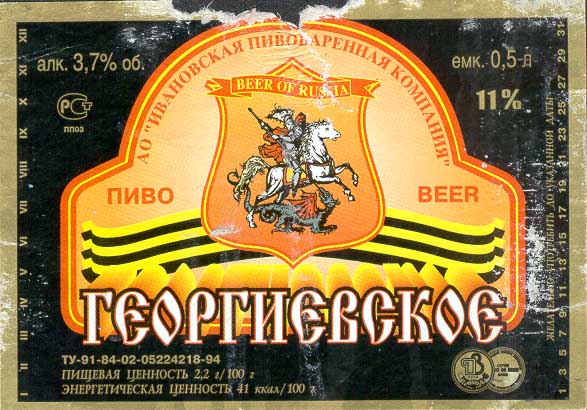 алк. 3,7% об.
емк. 0,5 л
АО "ИВАНОВСКАЯ ПИВОВАРЕННАЯ КОМПАНИЯ"
BEER OF RUSSIA
РСТ
ппоз
11%
ПИВО
BEER
ГЕОРГИЕВСКОЕ
ТУ-91-84-02-05224218-94
ПИЩЕВАЯ ЦЕННОСТЬ 2,2 г/100 г
ЭНЕРГЕТИЧЕСКАЯ ЦЕННОСТЬ 41 ккал/100 г
I II III IV V VI VII VIII IX X XI XII
ЖЕЛАТЕЛЬНО УПОТРЕБИТЬ ДО УКАЗАННОЙ ДАТЫ
1 3 5 7 9 11 13 15 17 19 21 23 25 27 29